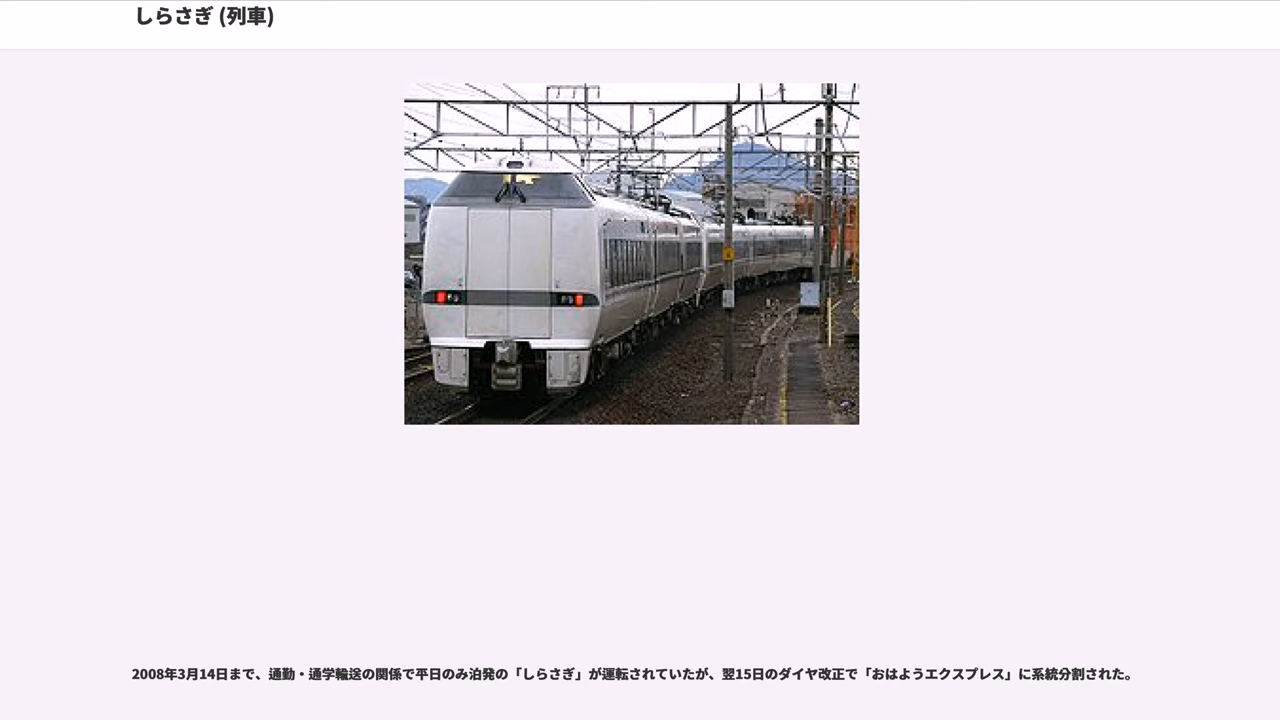 しらさぎ (列車)
2008年3月14日まで、通勤・通学輸送の関係で平日のみ泊発の「しらさぎ」が運転されていたが、翌15日のダイヤ改正で「おはようエクスプレス」に系統分割された。